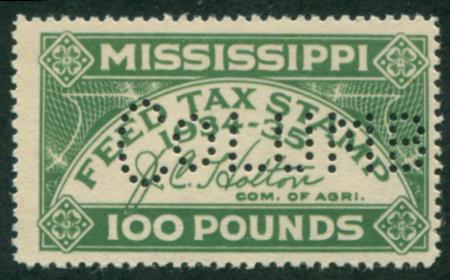 MISSISSIPPI
FEED TAX STAMP
1934-35
J.C. Holton
COM. OF AGRI.
100 POUNDS